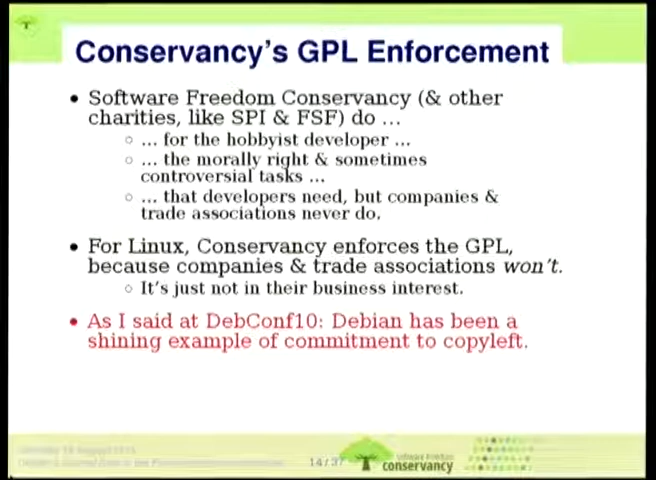 Conservancy's GPL Enforcement
• Software Freedom Conservancy (& other
charities, like SPI & FSF) do ...
○ ... for the hobbyist developer ...
○ ... the morally right & sometimes
controversial tasks ...
○ ... that developers need, but companies &
trade associations never do.
• For Linux, Conservancy enforces the GPL,
because companies & trade associations won't.
○ It's just not in their business interest.
• As I said at DebConf10: Debian has been a
shining example of commitment to copyleft.
14 / 37
software freedom
conservancy